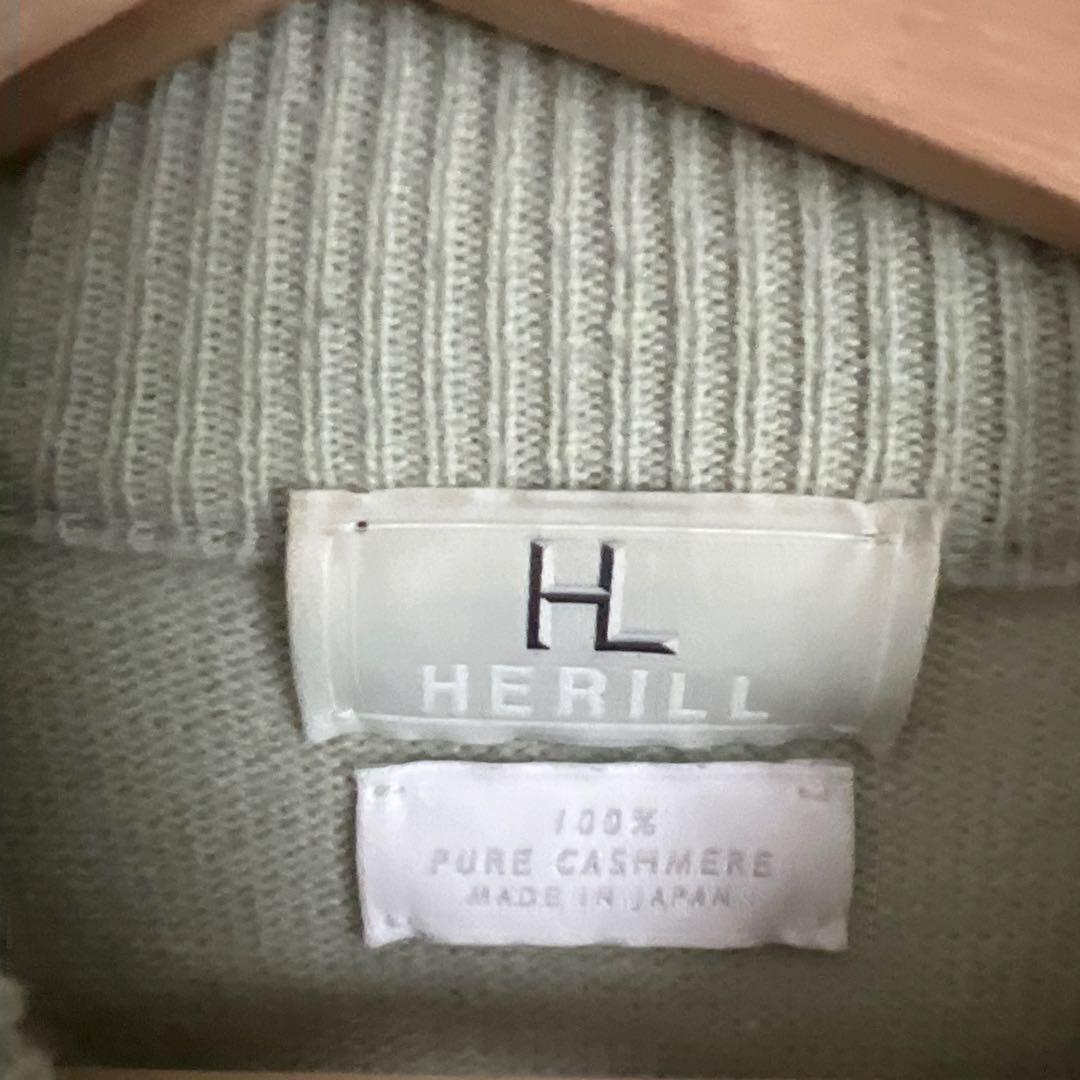 HL
HERILL
100%
PURE CASHMERE
MADE IN JAPAN